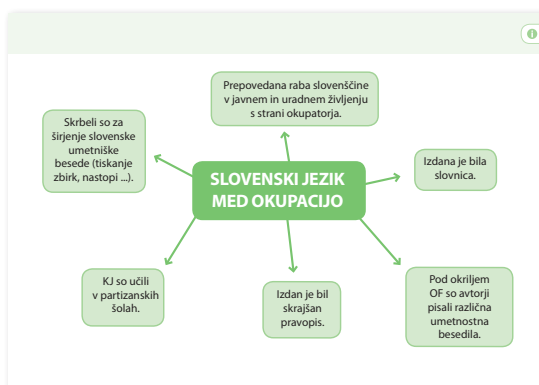 Prepovedana raba slovenščine
v javnem in uradnem življenju
s strani okupatorja.
Skrbeli so za
širjenje slovenske
umetniške
besede (tiskanje
zbirk, nastopi ...).
SLOVENSKI JEZIK
MED OKUPACIJO
Izdana je bila
slovnica.
KJ so učili
v partizanskih
šolah.
Izdan je bil
skrajšan
pravopis.
Pod okriljem
OF so avtorji
pisali različna
umetnostna
besedila.